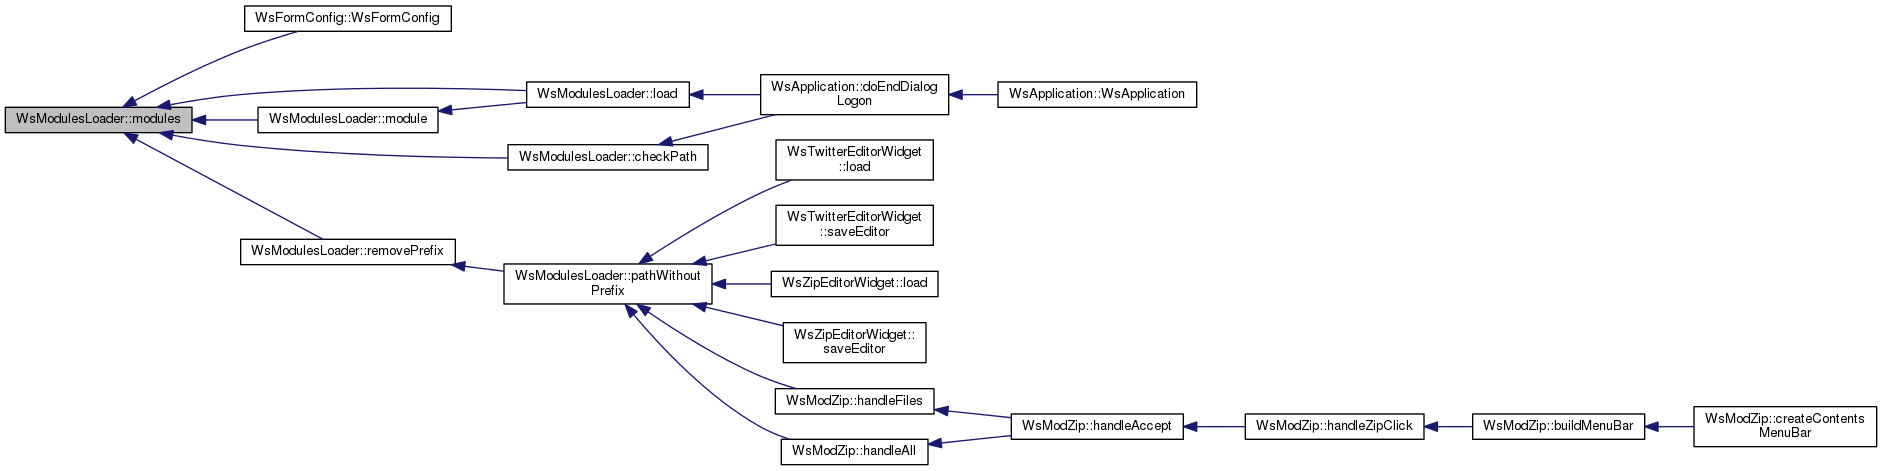 WsFormConfig::WsFormConfig
WsModulesLoader::modules
WsModulesLoader::load
WsModulesLoader::module
WsModulesLoader::checkPath
WsApplication::doEndDialog
Logon
WsApplication::WsApplication
WsTwitterEditorWidget
::load
WsTwitterEditorWidget
::saveEditor
WsModulesLoader::removePrefix
WsModulesLoader::pathWithout
Prefix
WsZipEditorWidget::load
WsZipEditorWidget::
saveEditor
WsModZip::handleFiles
WsModZip::handleAll
WsModZip::handleAccept
WsModZip::handleZipClick
WsModZip::buildMenuBar
WsModZip::createContents
MenuBar